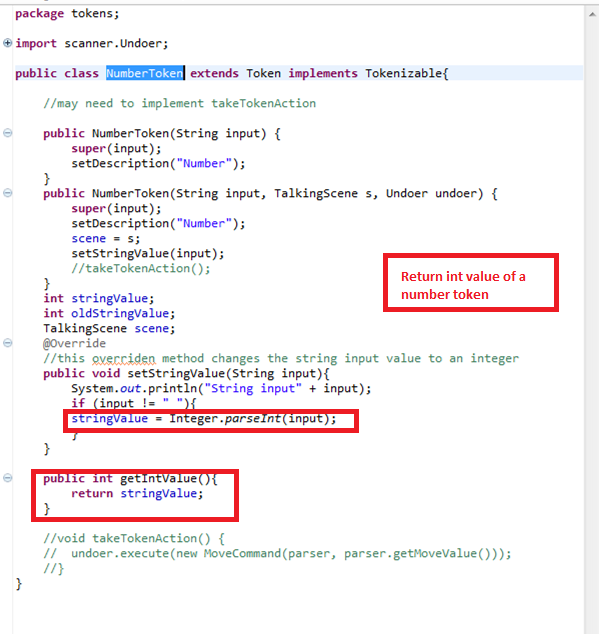 package tokens;
import scanner.Undoer;
public class NumberToken extends Token implements Tokenizable{
//may need to implement takeTokenAction
public NumberToken(String input) {
super(input);
setDescription("Number");
}
public NumberToken(String input, TalkingScene s, Undoer undoer) {
super(input);
setDescription("Number");
scene = s;
setStringValue(input);
//takeTokenAction();
}
Return int value of a
number token
int stringValue;
int oldStringValue;
TalkingScene scene;
@Override
//this overriden method changes the string input value to an integer
public void setStringValue(String input){
System.out.println("String input" + input);
if (input != " "){
stringValue = Integer.parseInt(input);
}
}
public int getIntValue(){
return stringValue;
}
//void takeTokenAction() {
// undoer.execute(new MoveCommand(parser, parser.getMoveValue()));
//}
}